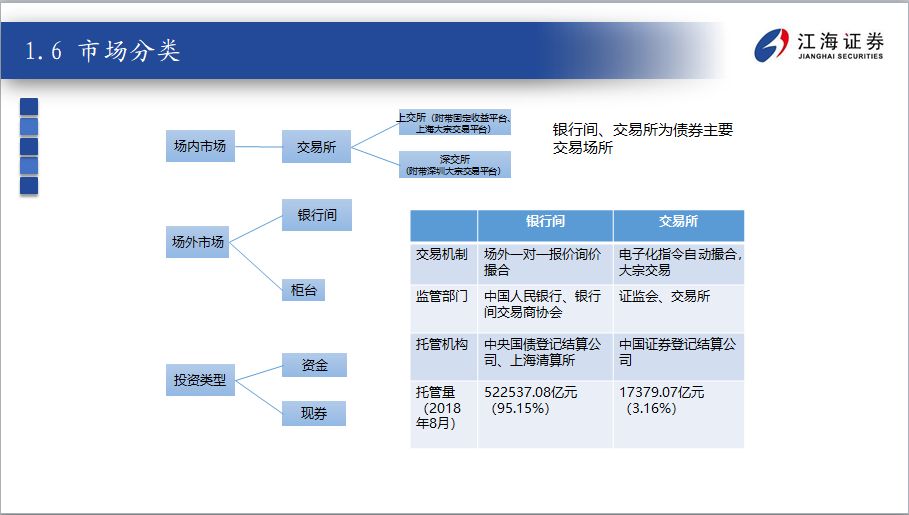 1.6 市场分类
江海证券
JIANGHAI SECURITIES
场内市场
交易所
上交所（附带固定收益平台、
上海大宗交易平台）
深交所
（附带深圳大宗交易平台）
银行间、交易所为债券主要
交易场所
场外市场
银行间
柜台
投资类型
资金
现券
银行间
交易所
交易机制
场外一对一报价询价
撮合
电子化指令自动撮合，
大宗交易
监管部门
中国人民银行、银行
间交易商协会
证监会、交易所
托管机构
中央国债登记结算公
司、上海清算所
中国证券登记结算公
司
托管量
（2018
年8月）
522537.08亿元
（95.15%）
17379.07亿元
（3.16%）